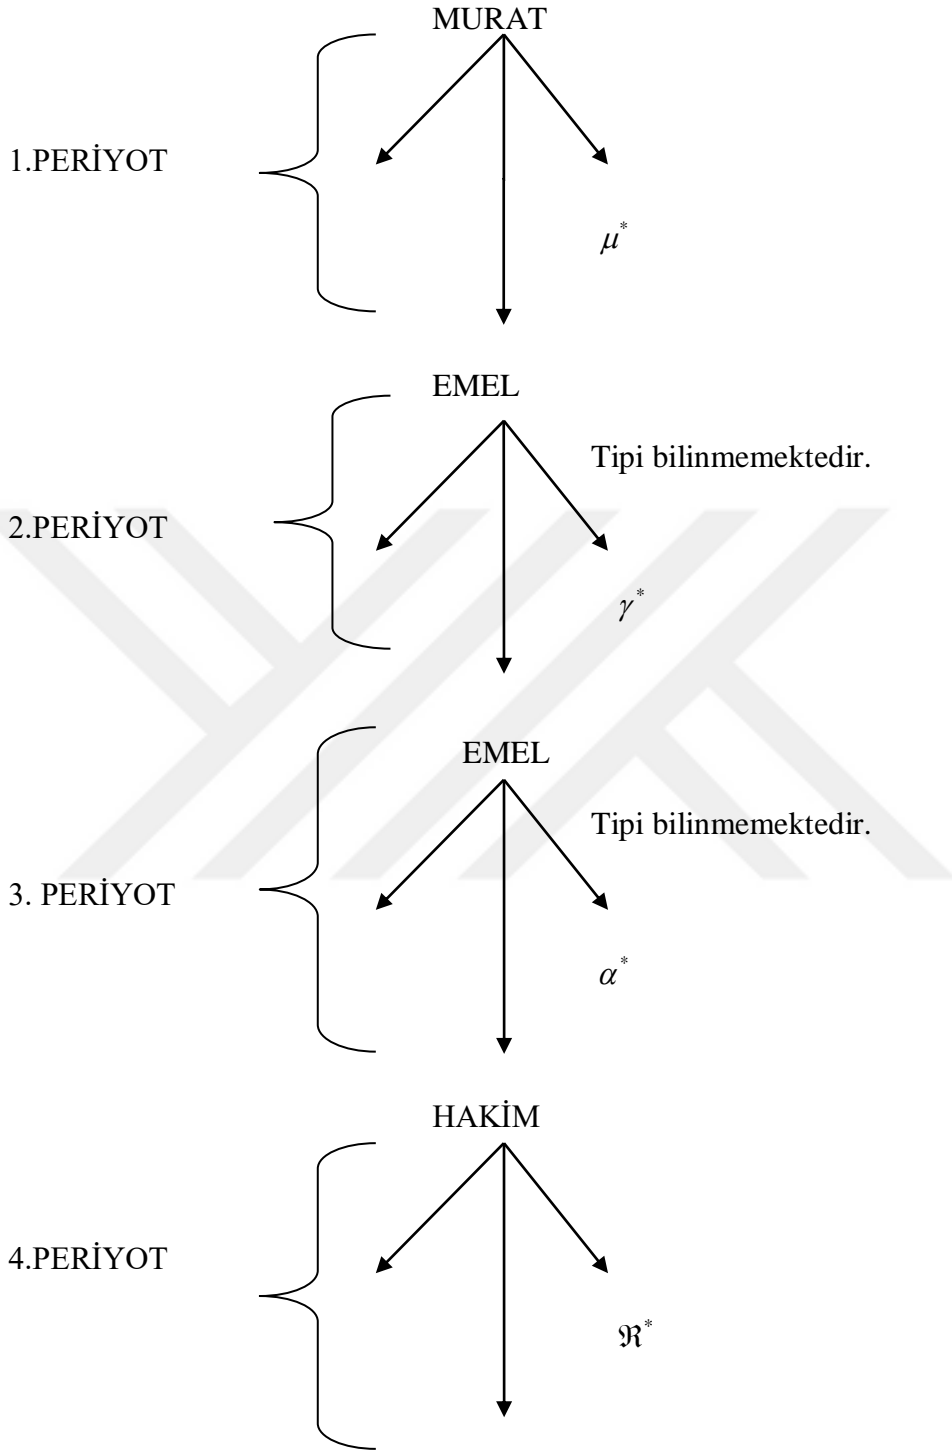 MURAT
1.PERİYOT
μ*
EMEL
Tipi bilinmemektedir.
2.PERİYOT
γ*
EMEL
Tipi bilinmemektedir.
3. PERİYOT
α*
HAKİM
4.PERİYOT
ℜ*